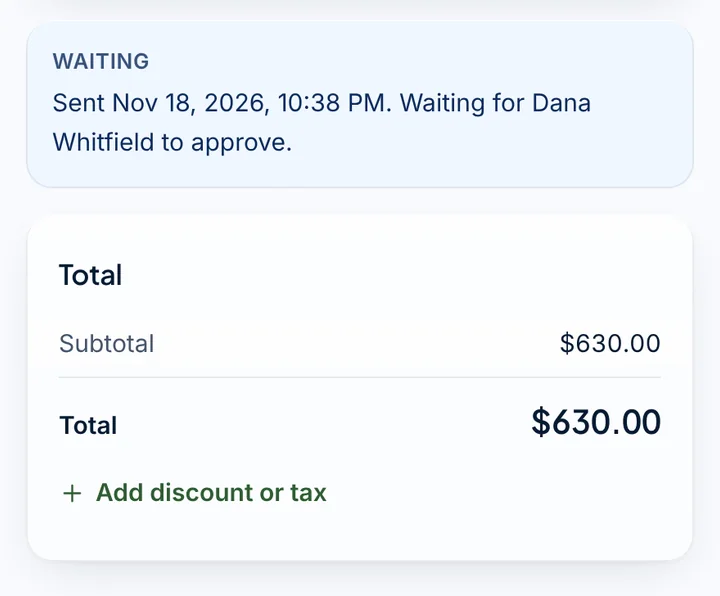 WAITING
Sent Nov 18, 2026, 10:38 PM. Waiting for Dana
Whitfield to approve.
Total
Subtotal $630.00
Total $630.00
+ Add discount or tax